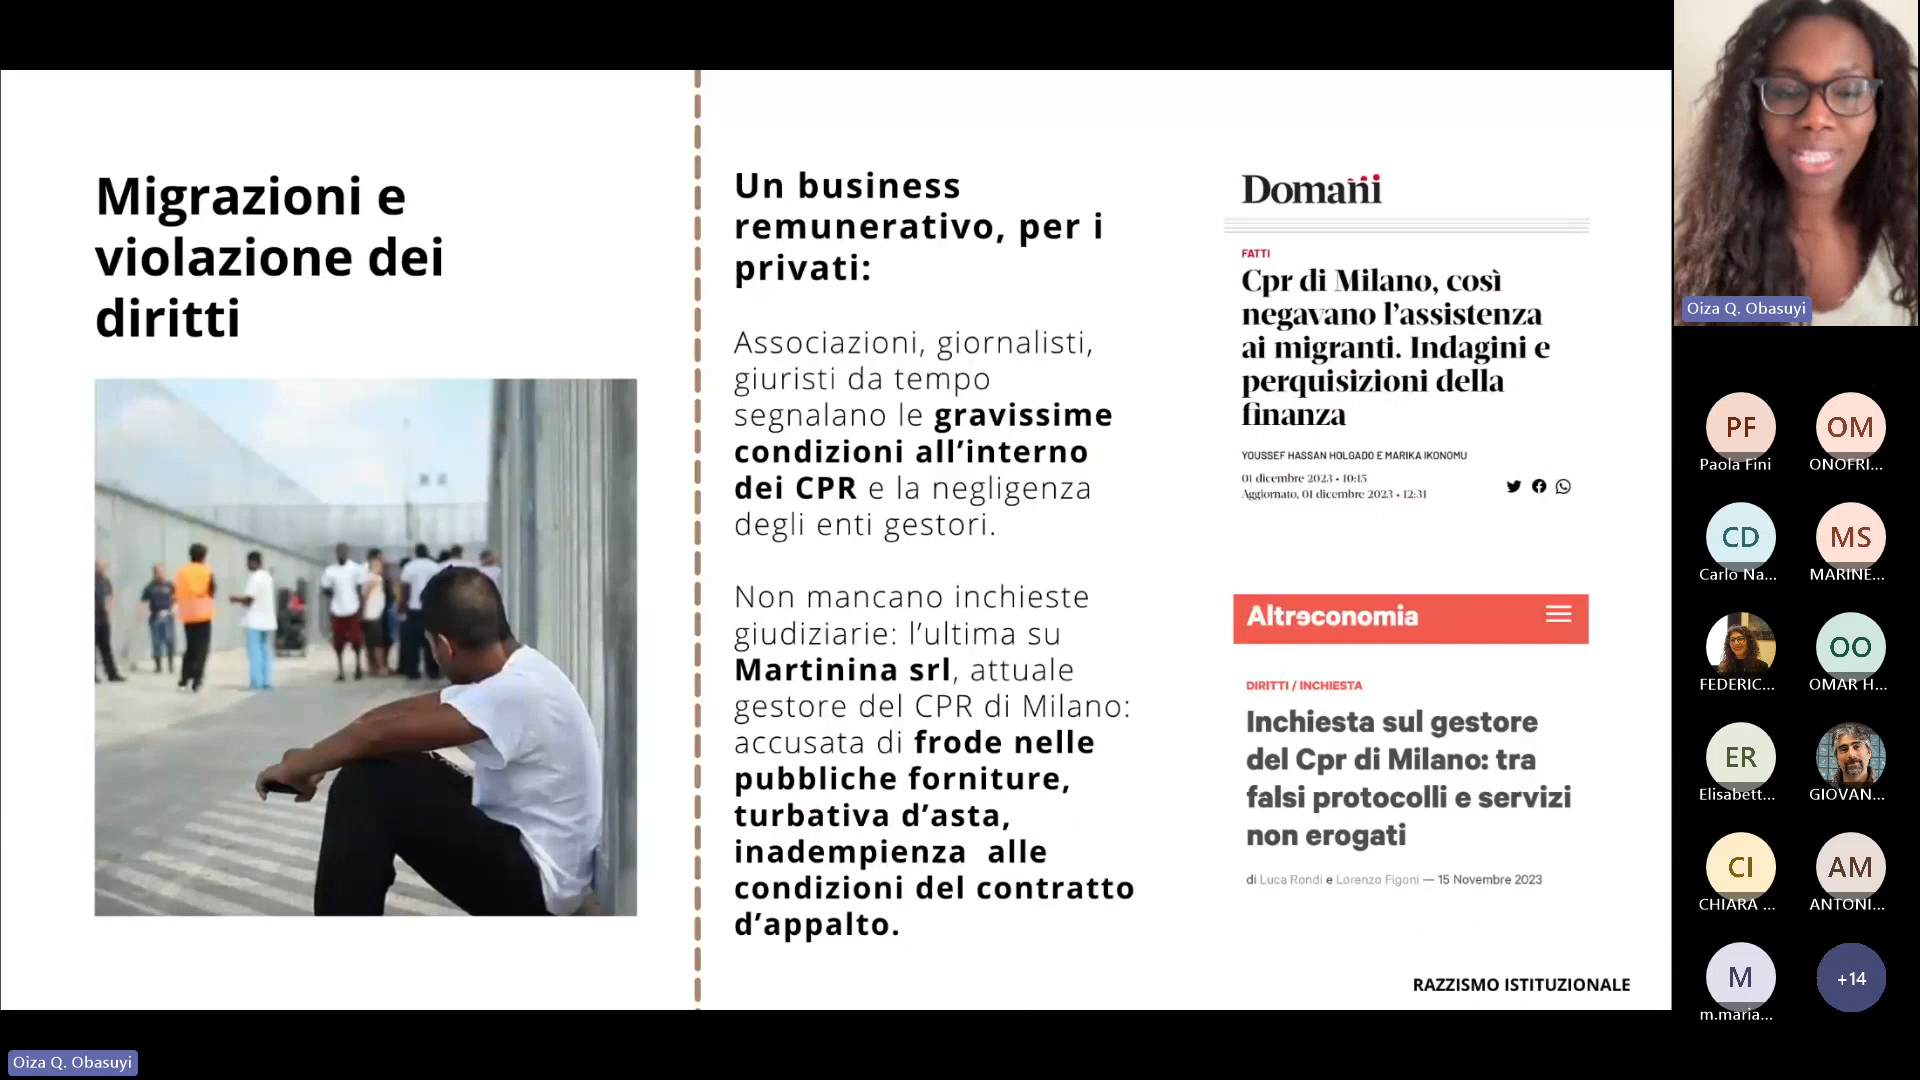 Migrazioni e
violazione dei
diritti
Un business
remunerativo, per i
privati:
Associazioni, giornalisti,
giuristi da tempo
segnalano le gravissime
condizioni all’interno
dei CPR e la negligenza
degli enti gestori.
Non mancano inchieste
giudiziarie: l’ultima su
Martinina srl, attuale
gestore del CPR di Milano:
accusata di frode nelle
pubbliche forniture,
turbativa d’asta,
inadempienza  alle
condizioni del contratto
d’appalto.
Domani
FATTI
Cpr di Milano, così
negavano l’assistenza
ai migranti. Indagini e
perquisizioni della
finanza
YOUSSEF HASSAN HOLGADO E MARIKA IKONOMU
01 dicembre 2023 • 10:15
Aggiornato, 01 dicembre 2023 • 12:31
Altreconomia
DIRITTI / INCHIESTA
Inchiesta sul gestore
del Cpr di Milano: tra
falsi protocolli e servizi
non erogati
di Luca Rondi e Lorenzo Figoni — 15 Novembre 2023
RAZZISMO ISTITUZIONALE
Oiza Q. Obasuyi
PF
Paola Fini
OM
ONOFRI...
CD
Carlo Na...
MS
MARINE...
FEDERIC...
OO
OMAR H...
ER
Elisabett...
GIOVAN...
CI
CHIARA ...
AM
ANTONI...
M
m.maria...
+14
Oiza Q. Obasuyi